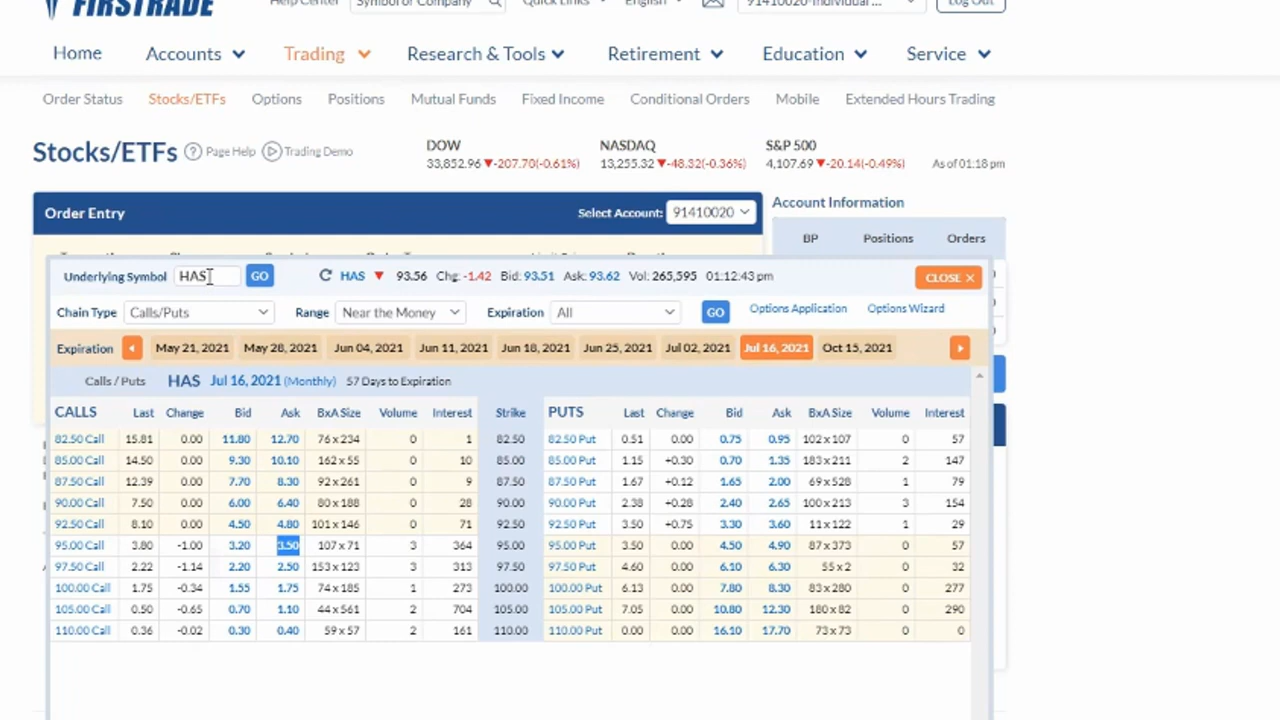 FIRSTRADE
Help Center Symbol or Company Quick Links English 91410020-Individual ... Log Out
Home Accounts Trading Research & Tools Retirement Education Service
Order Status Stocks/ETFs Options Positions Mutual Funds Fixed Income Conditional Orders Mobile Extended Hours Trading
Stocks/ETFs ? Page Help Trading Demo
DOW NASDAQ S&P 500
33,852.96 ▼-207.70(-0.61%) 13,255.32 ▼-48.32(-0.36%) 4,107.69 ▼-20.14(-0.49%) As of 01:18 pm
Order Entry Select Account: 91410020
Account Information
BP Positions Orders
Underlying Symbol HAS GO HAS ▼ 93.56 Chg: -1.42 Bid: 93.51 Ask: 93.62 Vol: 265,595 01:12:43 pm CLOSE ×
Chain Type Calls/Puts Range Near the Money Expiration All GO Options Application Options Wizard
Expiration May 21, 2021 May 28, 2021 Jun 04, 2021 Jun 11, 2021 Jun 18, 2021 Jun 25, 2021 Jul 02, 2021 Jul 16, 2021 Oct 15, 2021
Calls / Puts HAS Jul 16, 2021 (Monthly) 57 Days to Expiration
CALLS Last Change Bid Ask BxA Size Volume Interest Strike PUTS Last Change Bid Ask BxA Size Volume Interest
82.50 Call 15.81 0.00 11.80 12.70 76 x 234 0 1 82.50 82.50 Put 0.51 0.00 0.75 0.95 102 x 107 0 57
85.00 Call 14.50 0.00 9.30 10.10 162 x 55 0 10 85.00 85.00 Put 1.15 +0.30 0.70 1.35 183 x 211 2 147
87.50 Call 12.39 0.00 7.70 8.30 92 x 261 0 9 87.50 87.50 Put 1.67 +0.12 1.65 2.00 69 x 528 1 79
90.00 Call 7.50 0.00 6.00 6.40 80 x 188 0 28 90.00 90.00 Put 2.38 +0.28 2.40 2.65 100 x 213 3 154
92.50 Call 8.10 0.00 4.50 4.80 101 x 146 0 71 92.50 92.50 Put 3.50 +0.75 3.30 3.60 11 x 122 1 29
95.00 Call 3.80 -1.00 3.20 3.50 107 x 71 3 364 95.00 95.00 Put 3.50 0.00 4.50 4.90 87 x 373 0 57
97.50 Call 2.22 -1.14 2.20 2.50 153 x 123 3 313 97.50 97.50 Put 4.60 0.00 6.10 6.30 55 x 2 0 32
100.00 Call 1.75 -0.34 1.55 1.75 74 x 185 1 273 100.00 100.00 Put 6.13 0.00 7.80 8.30 83 x 280 0 277
105.00 Call 0.50 -0.65 0.70 1.10 44 x 561 2 704 105.00 105.00 Put 7.05 0.00 10.80 12.30 180 x 82 0 290
110.00 Call 0.36 -0.02 0.30 0.40 59 x 57 2 161 110.00 110.00 Put 0.00 0.00 16.10 17.70 73 x 73 0 0